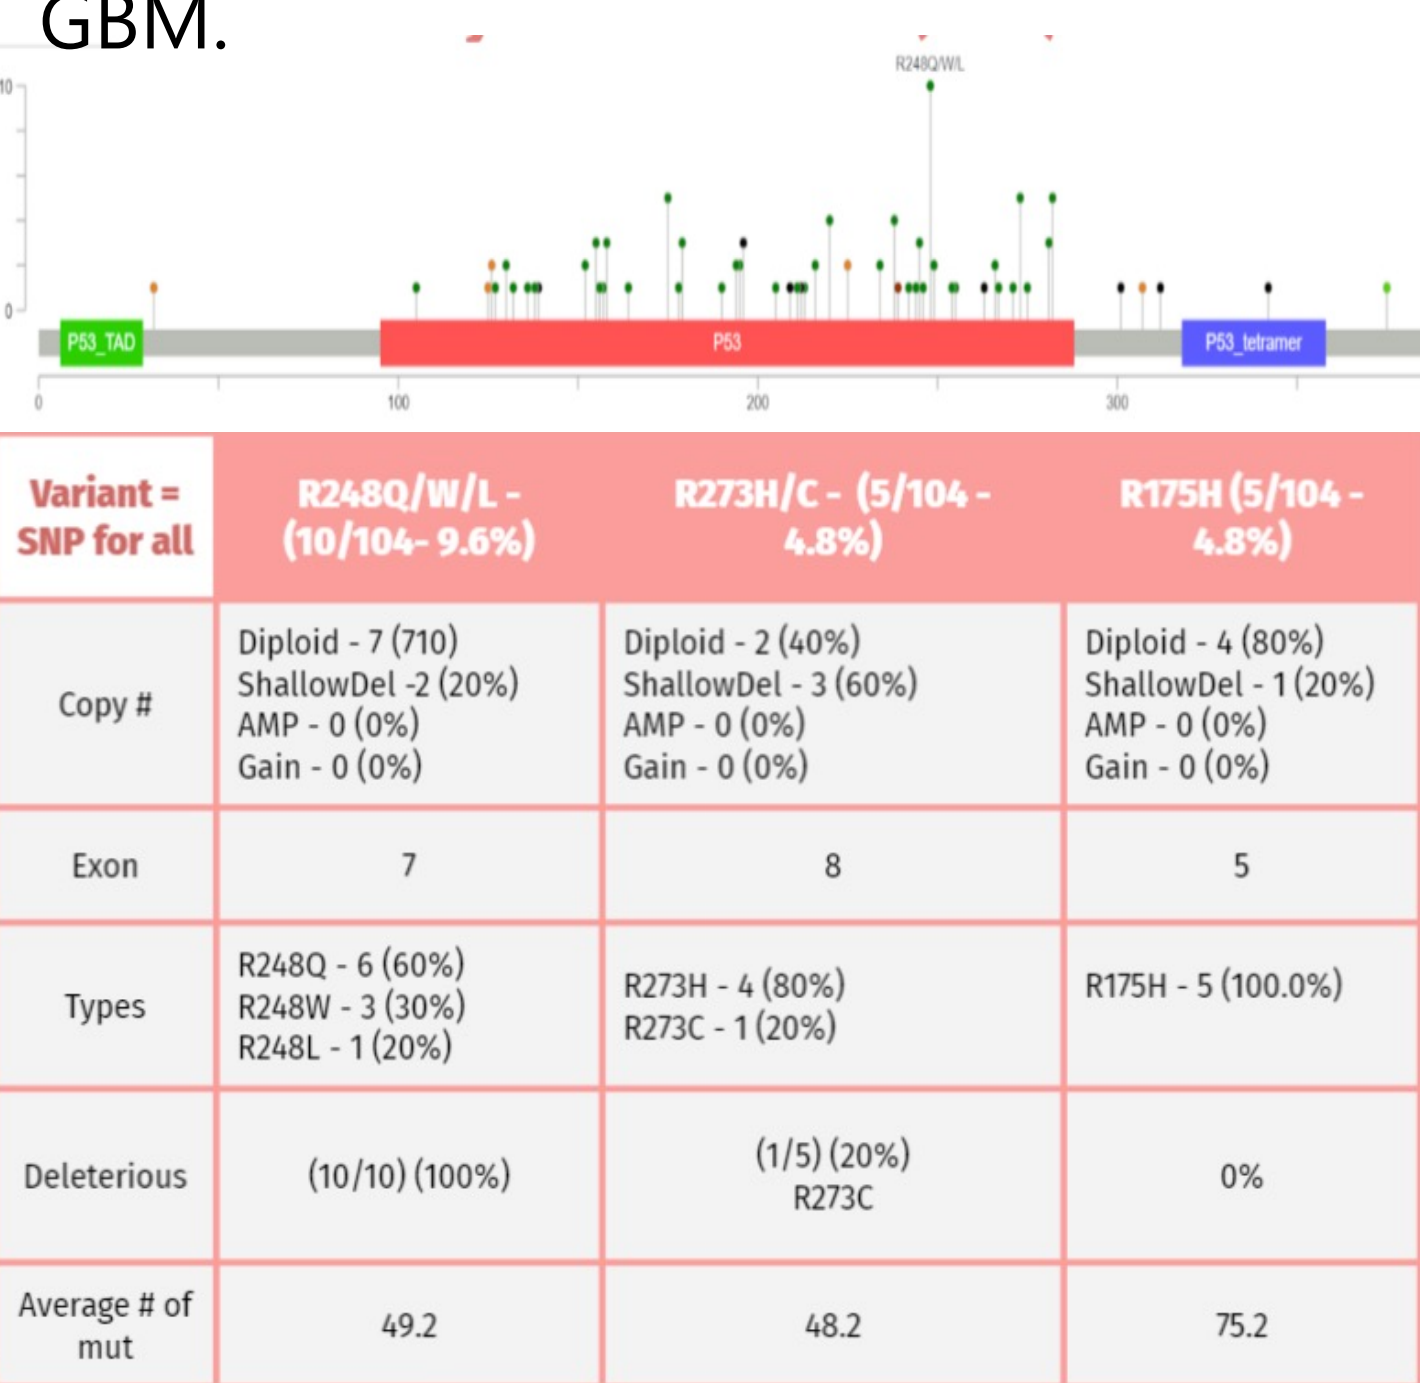 GBM.
R248Q/W/L
10
0
P53_TAD
P53
P53_tetramer
0
100
200
300
Variant =
SNP for all
R248Q/W/L -
(10/104- 9.6%)
R273H/C - (5/104 -
4.8%)
R175H (5/104 -
4.8%)
Copy #
Diploid - 7 (710)
ShallowDel -2 (20%)
AMP - 0 (0%)
Gain - 0 (0%)
Diploid - 2 (40%)
ShallowDel - 3 (60%)
AMP - 0 (0%)
Gain - 0 (0%)
Diploid - 4 (80%)
ShallowDel - 1 (20%)
AMP - 0 (0%)
Gain - 0 (0%)
Exon
7
8
5
Types
R248Q - 6 (60%)
R248W - 3 (30%)
R248L - 1 (20%)
R273H - 4 (80%)
R273C - 1 (20%)
R175H - 5 (100.0%)
Deleterious
(10/10) (100%)
(1/5) (20%)
R273C
0%
Average # of
mut
49.2
48.2
75.2